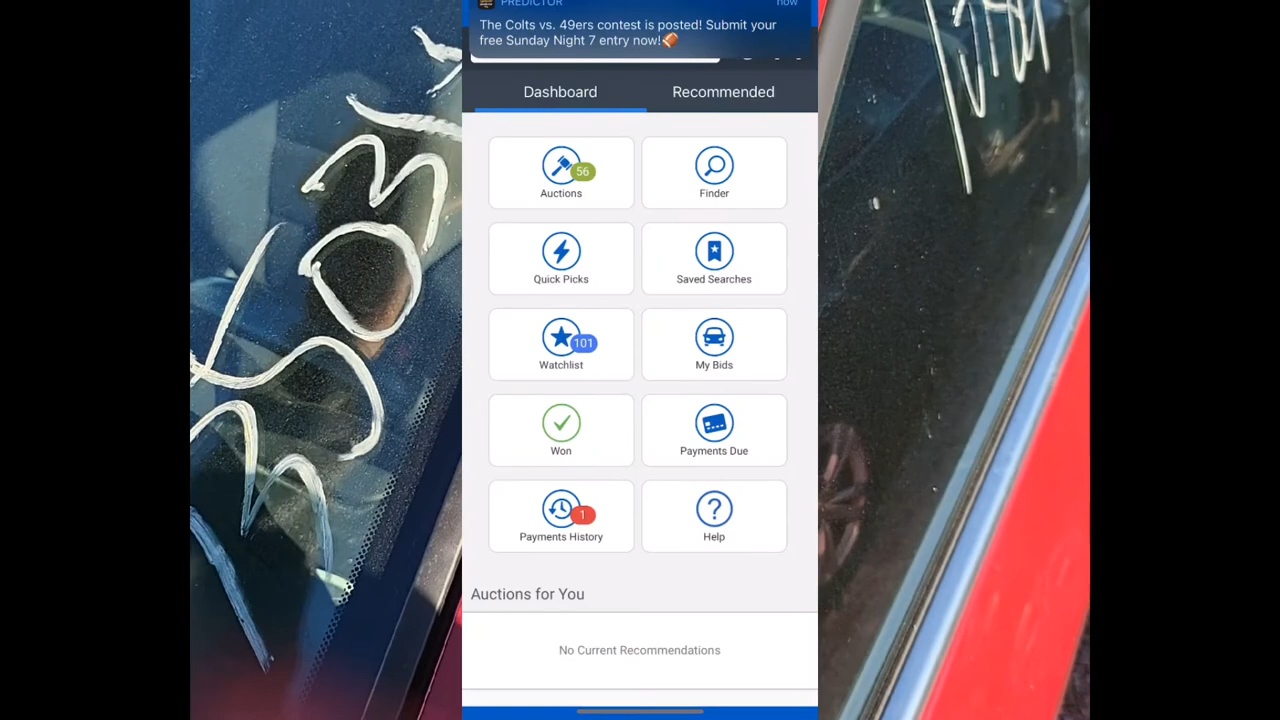 PREDICTOR
now
The Colts vs. 49ers contest is posted! Submit your
free Sunday Night 7 entry now!🏈
Dashboard
Recommended
56
Auctions
Finder
Quick Picks
Saved Searches
101
Watchlist
My Bids
Won
Payments Due
1
Payments History
Help
Auctions for You
No Current Recommendations